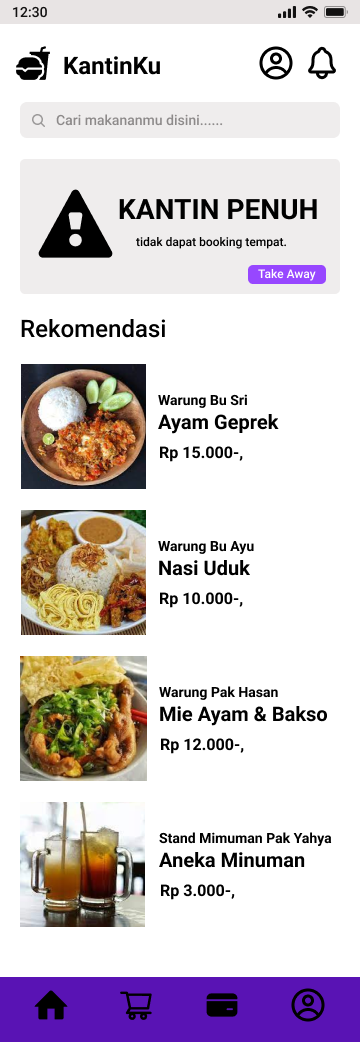 12:30
KantinKu
Cari makananmu disini......
KANTIN PENUH
tidak dapat booking tempat.
Take Away
Rekomendasi
Warung Bu Sri
Ayam Geprek
Rp 15.000-,
Warung Bu Ayu
Nasi Uduk
Rp 10.000-,
Warung Pak Hasan
Mie Ayam & Bakso
Rp 12.000-,
Stand Mimuman Pak Yahya
Aneka Minuman
Rp 3.000-,